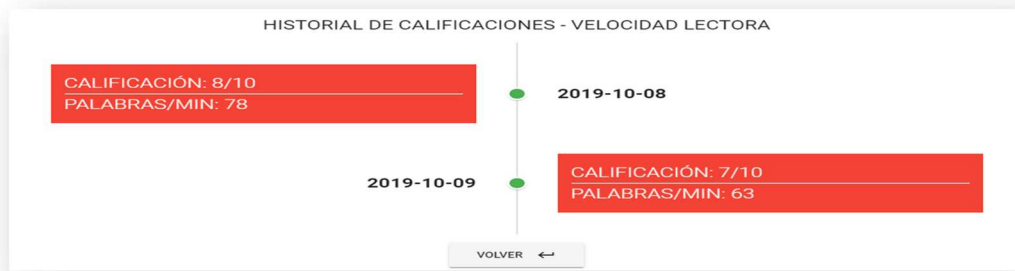 HISTORIAL DE CALIFICACIONES - VELOCIDAD LECTORA
CALIFICACIÓN: 8/10
PALABRAS/MIN: 78
2019-10-08
2019-10-09
CALIFICACIÓN: 7/10
PALABRAS/MIN: 63
VOLVER